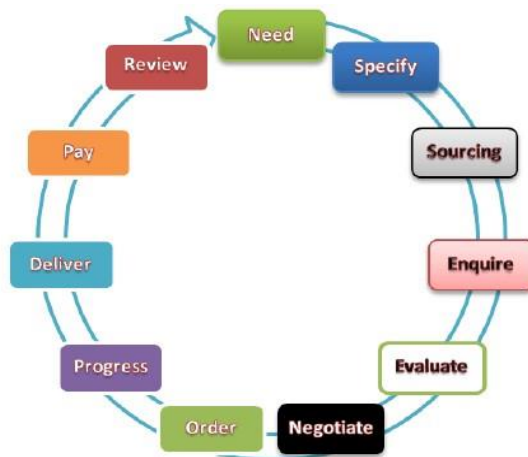 Need
Specify
Sourcing
Enquire
Evaluate
Negotiate
Order
Progress
Deliver
Pay
Review